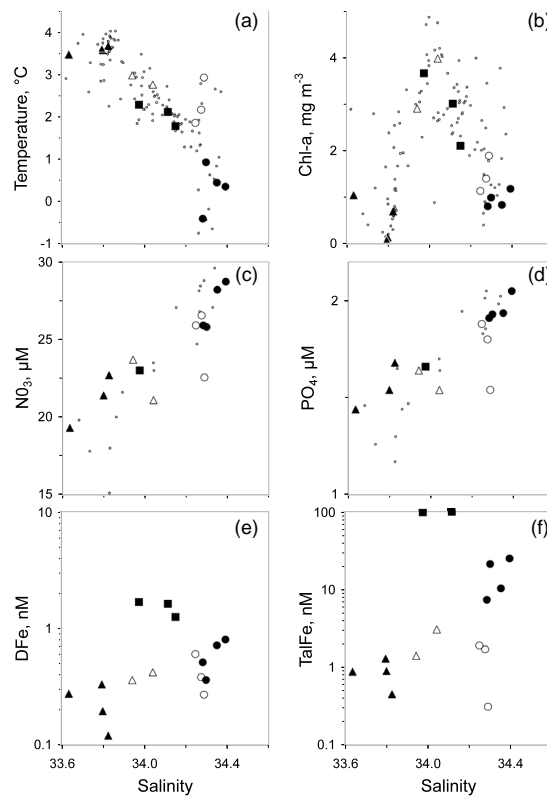 (a)
4
3
2
1
0
-1
Temperature, °C
(b)
4
2
0
Chl-a, mg m-3
(c)
30
25
20
15
N03, µM
(d)
2
1
PO4, µM
(e)
10
1
0.1
DFe, nM
33.6
34.0
34.4
Salinity
(f)
100
10
1
0.1
TalFe, nM
33.6
34.0
34.4
Salinity